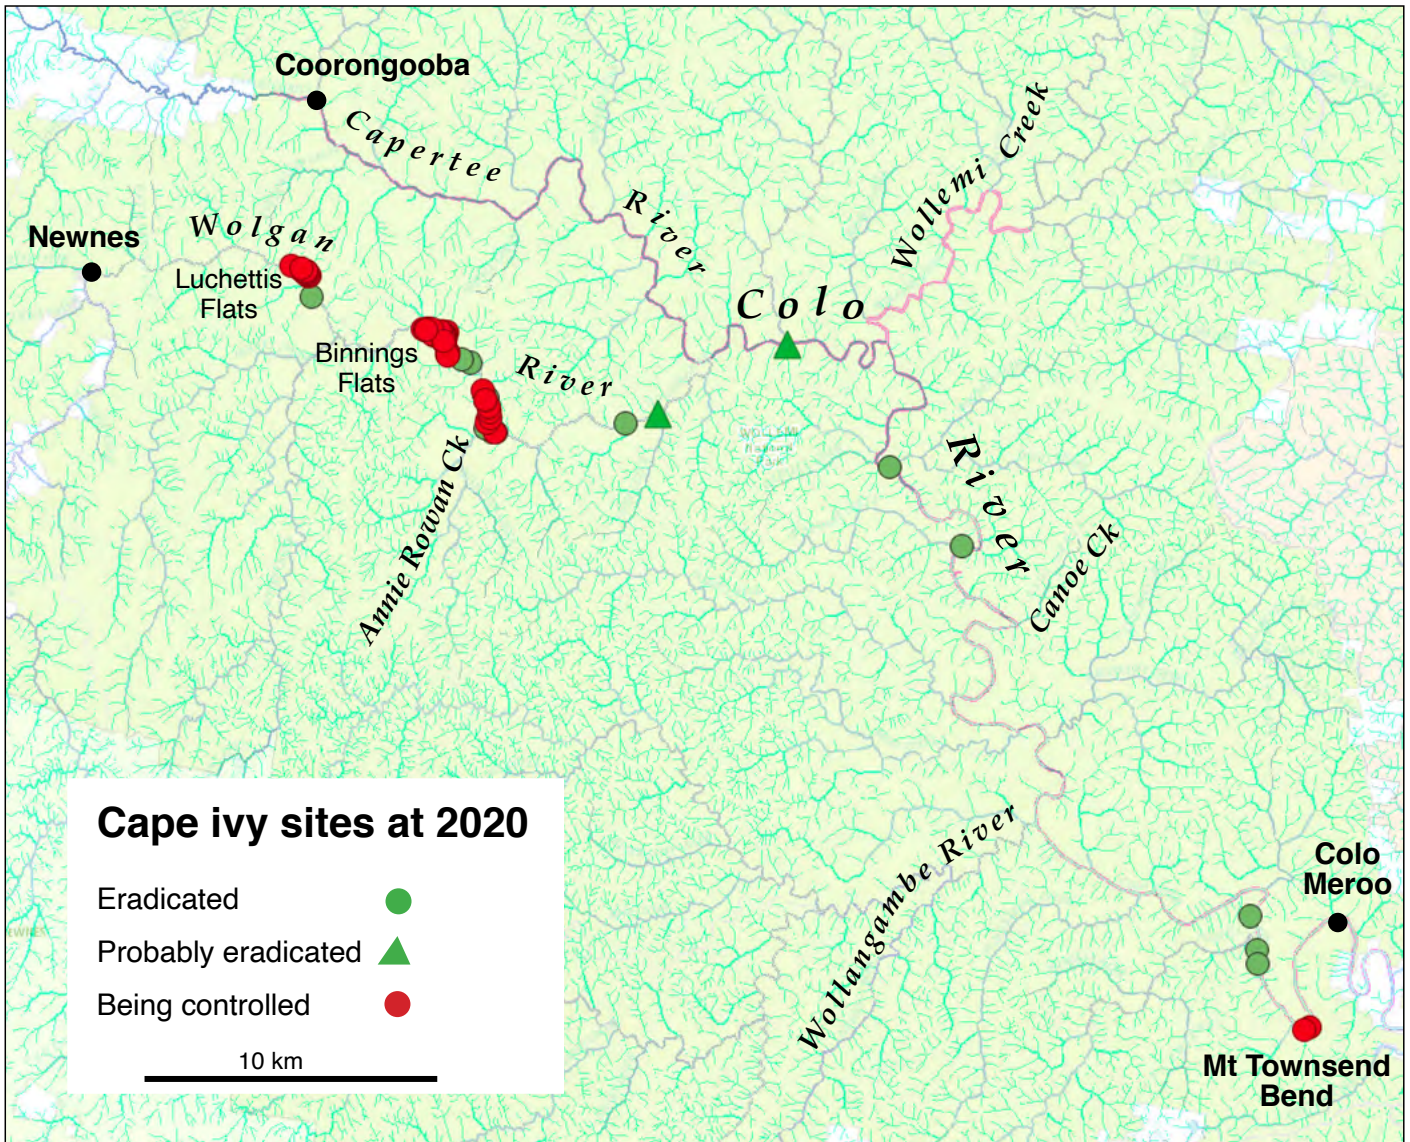 Coorongooba
Capertee
River
Wollemi Creek
Newnes
Wolgan
Luchettis
Flats
Colo
Binnings
Flats
River
River
Annie Rowan Ck
Canoe Ck
Wollangambe River
Cape ivy sites at 2020
Eradicated
Probably eradicated
Being controlled
10 km
Colo
Meroo
Mt Townsend
Bend